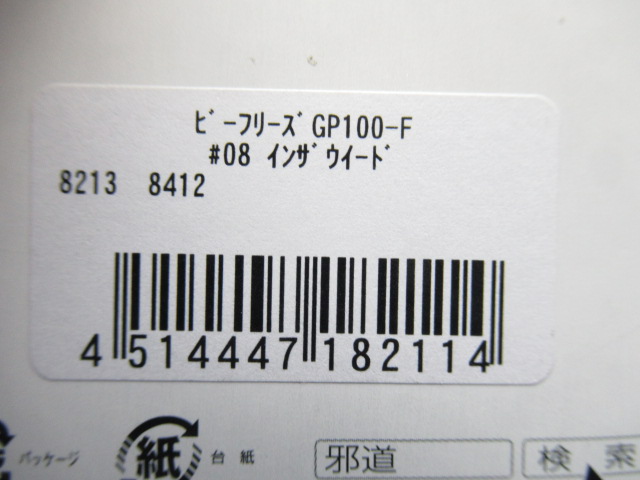 ﾋﾞｰﾌﾘｰｽﾞGP100-F
#08 ｲﾝｻﾞｳｲｰﾄﾞ
8213 8412
4 514447 182114
パッケージ 紙 台紙 邪道 検索